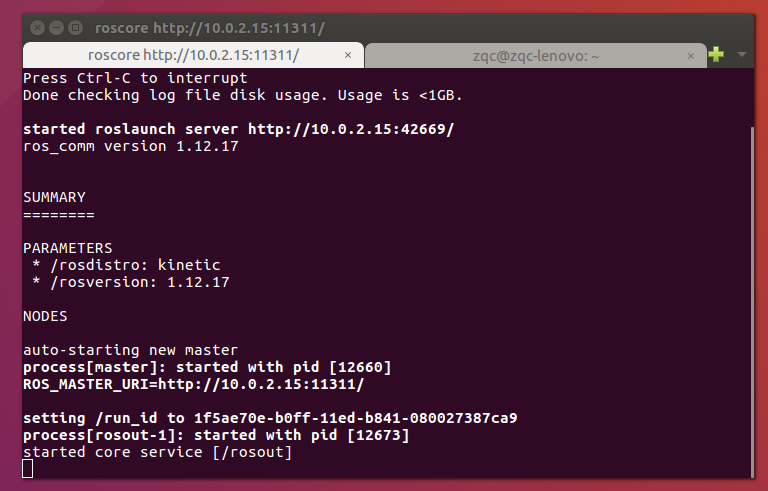 roscore http://10.0.2.15:11311/
roscore http://10.0.2.15:11311/ × zqc@zqc-lenovo: ~ ×
Press Ctrl-C to interrupt
Done checking log file disk usage. Usage is <1GB.
started roslaunch server http://10.0.2.15:42669/
ros_comm version 1.12.17
SUMMARY
========
PARAMETERS
* /rosdistro: kinetic
* /rosversion: 1.12.17
NODES
auto-starting new master
process[master]: started with pid [12660]
ROS_MASTER_URI=http://10.0.2.15:11311/
setting /run_id to 1f5ae70e-b0ff-11ed-b841-080027387ca9
process[rosout-1]: started with pid [12673]
started core service [/rosout]